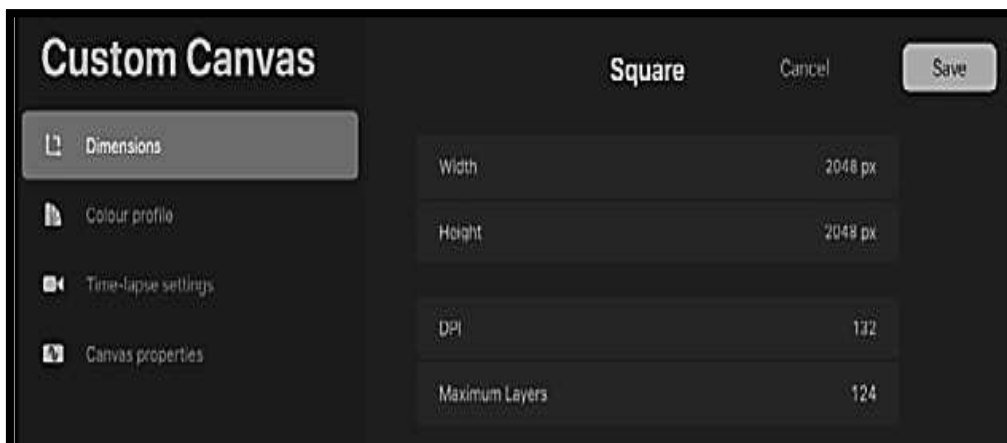 Custom Canvas
Square
Cancel
Save
Dimensions
Colour profile
Time-lapse settings
Canvas properties
Width 2048 px
Height 2048 px
DPI 132
Maximum Layers 124